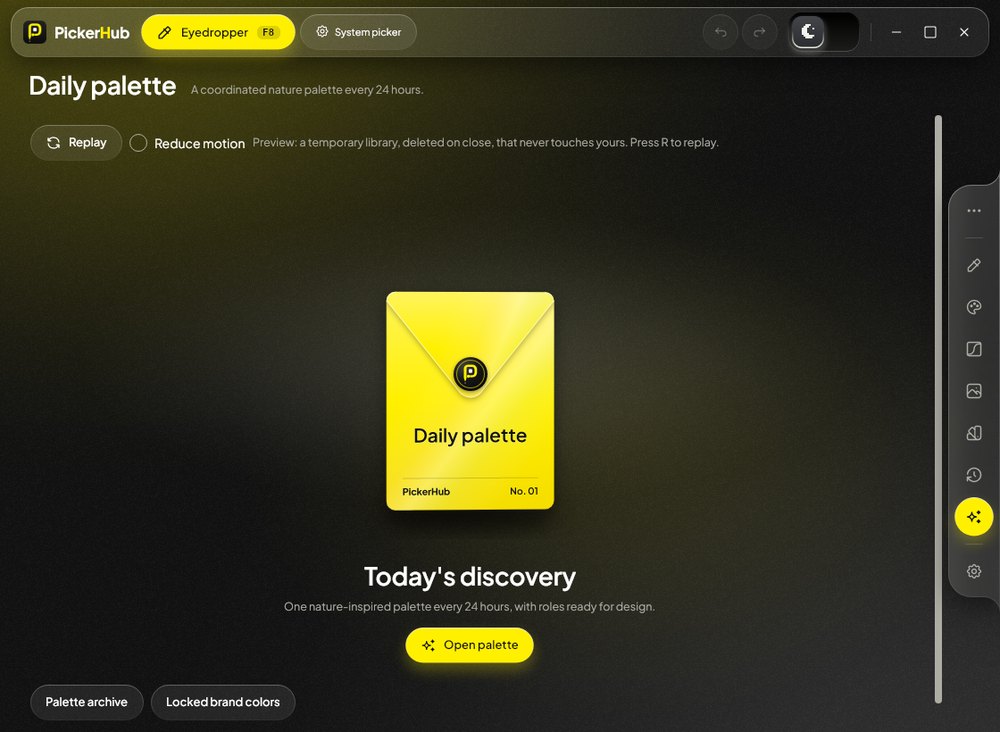 PickerHub
Eyedropper F8
System picker
Daily palette
A coordinated nature palette every 24 hours.
Replay
Reduce motion
Preview: a temporary library, deleted on close, that never touches yours. Press R to replay.
Daily palette
PickerHub No. 01
Today's discovery
One nature-inspired palette every 24 hours, with roles ready for design.
Open palette
Palette archive
Locked brand colors